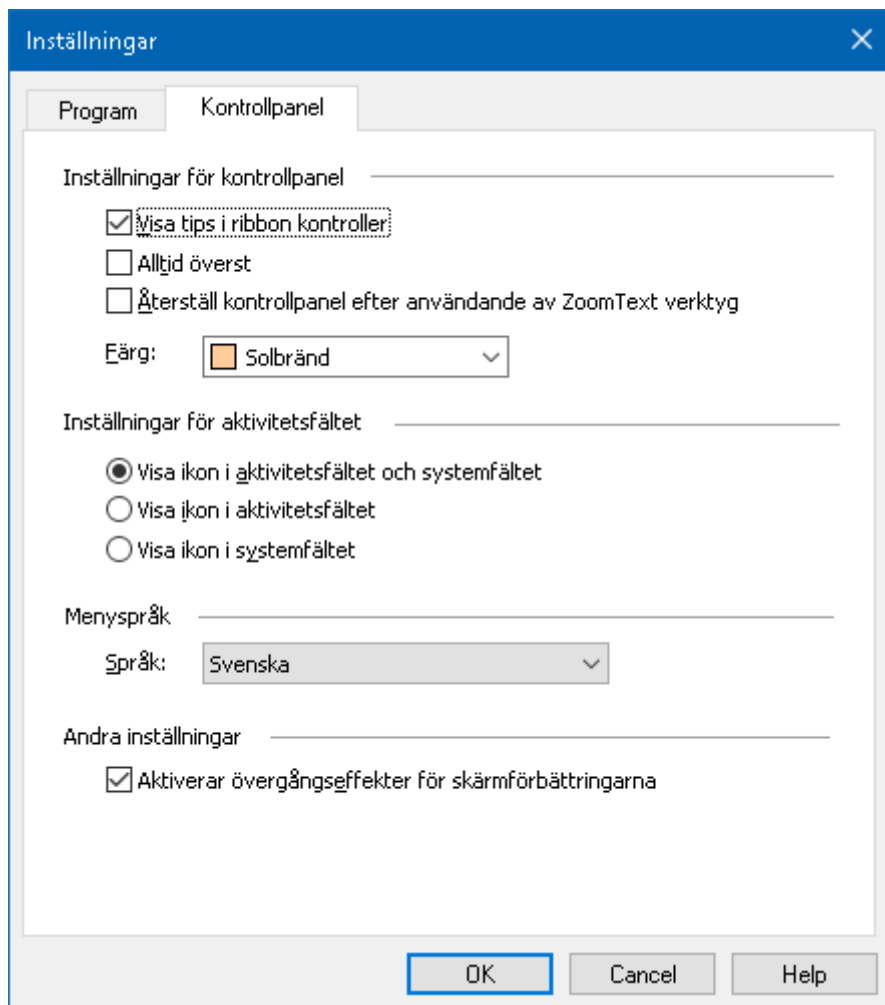 Inställningar
Program Kontrollpanel
Inställningar för kontrollpanel
Visa tips i ribbon kontroller
Alltid överst
Återställ kontrollpanel efter användande av ZoomText verktyg
Färg: Solbränd
Inställningar för aktivitetsfältet
Visa ikon i aktivitetsfältet och systemfältet
Visa ikon i aktivitetsfältet
Visa ikon i systemfältet
Menyspråk
Språk: Svenska
Andra inställningar
Aktiverar övergångseffekter för skärmförbättringarna
OK Cancel Help